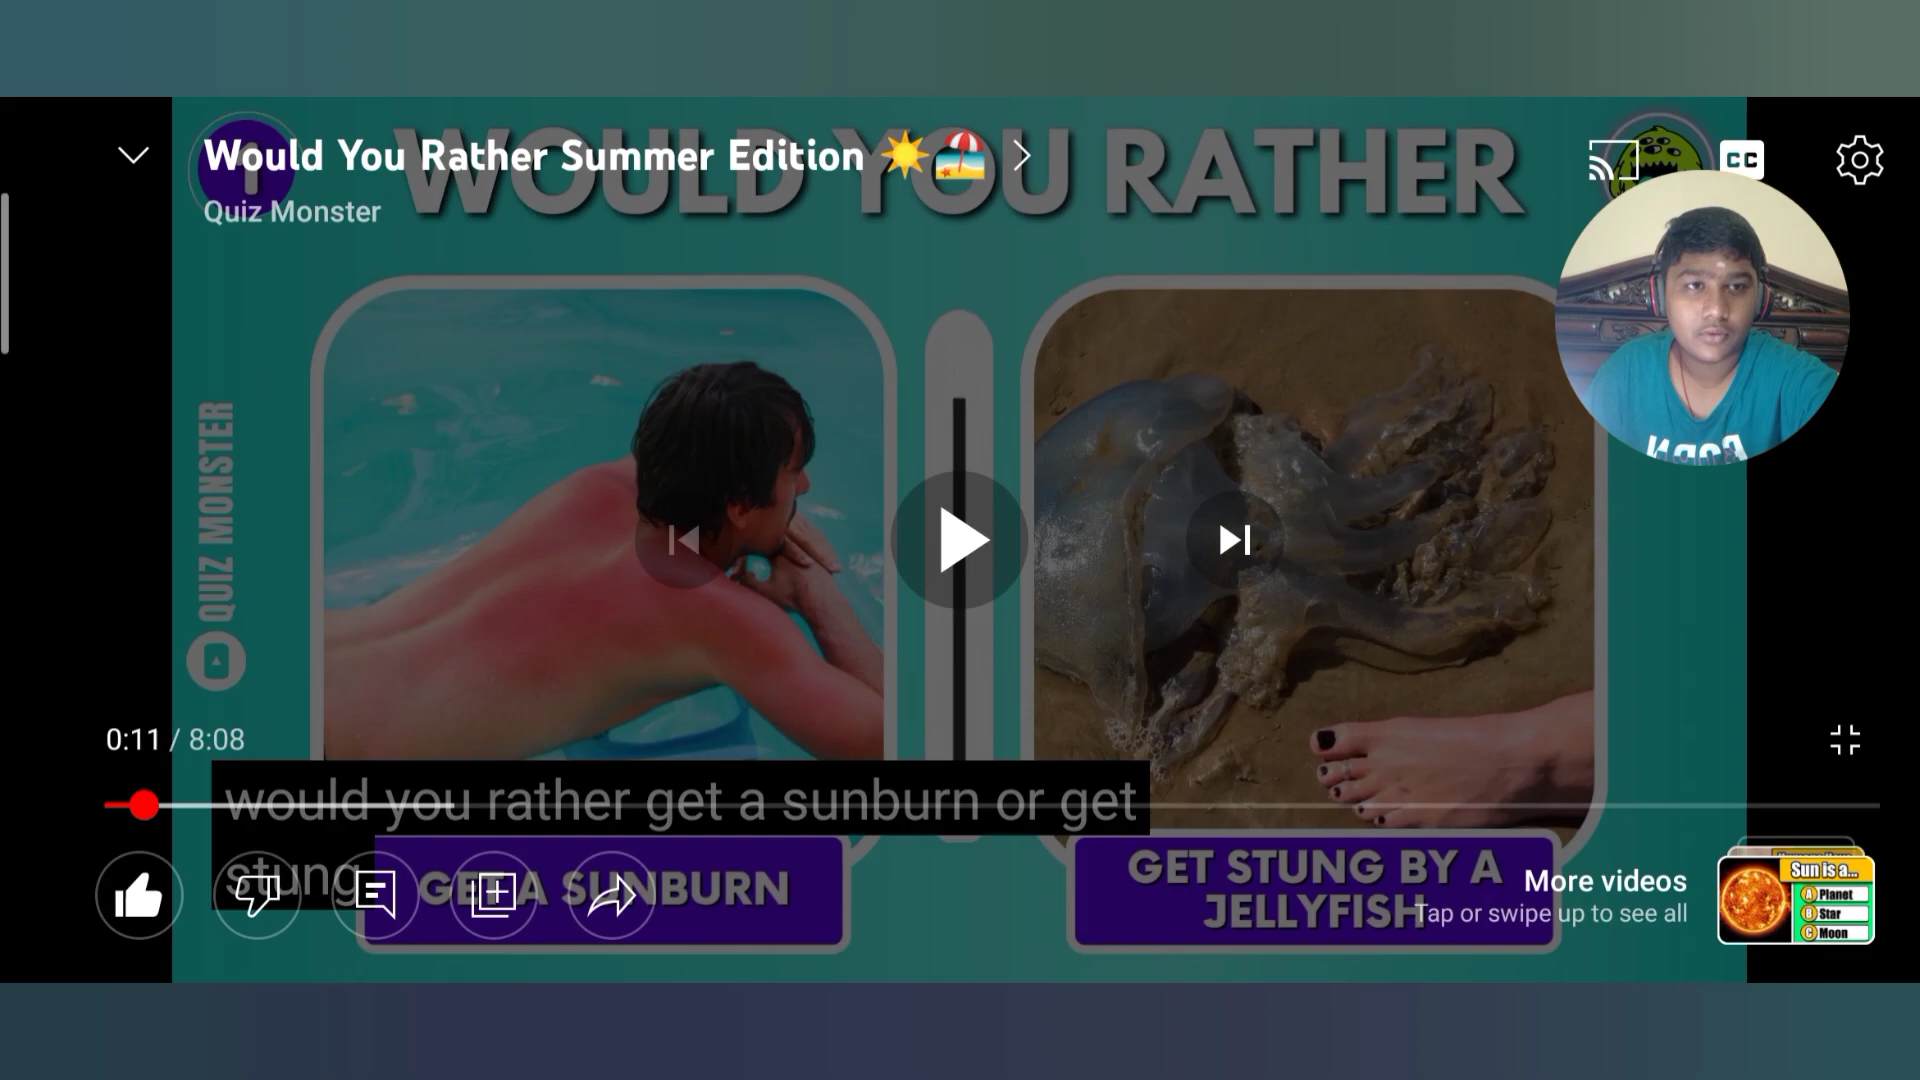 1
WOULD YOU RATHER
Would You Rather Summer Edition ☀️🏖️
Quiz Monster
CC
QUIZ MONSTER
0:11 / 8:08
would you rather get a sunburn or get
stung
GET A SUNBURN
GET STUNG BY A
JELLYFISH
More videos
Tap or swipe up to see all
Sun is a...
A Planet
B Star
C Moon